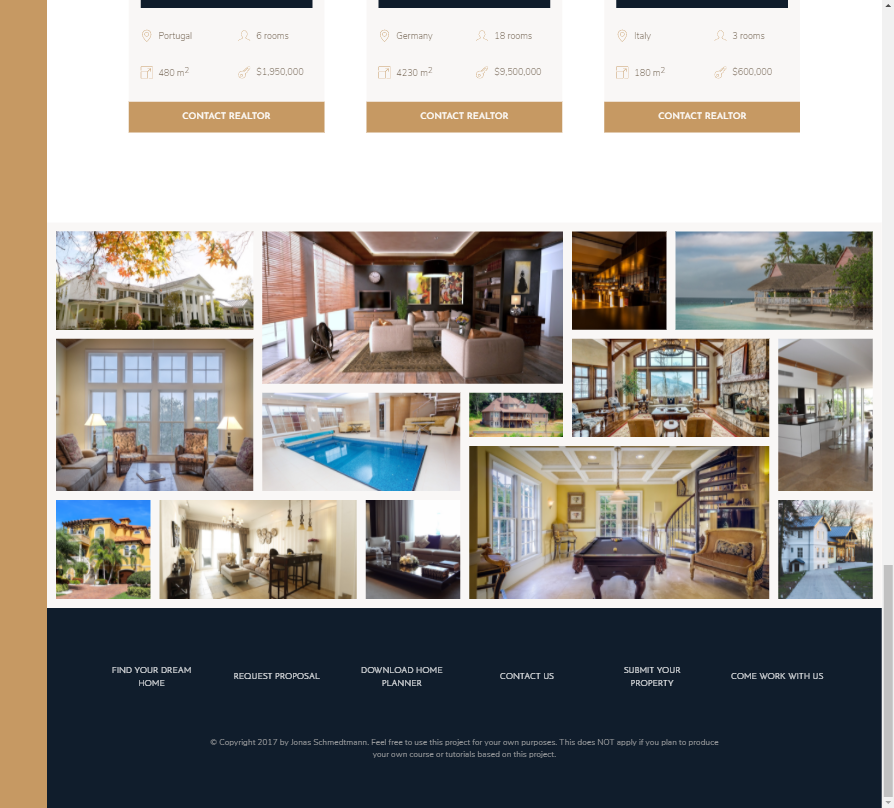 Portugal
6 rooms
Germany
18 rooms
Italy
3 rooms
480 m2
$1,950,000
4230 m2
$9,500,000
180 m2
$600,000
CONTACT REALTOR
CONTACT REALTOR
CONTACT REALTOR
FIND YOUR DREAM
HOME
REQUEST PROPOSAL
DOWNLOAD HOME
PLANNER
CONTACT US
SUBMIT YOUR
PROPERTY
COME WORK WITH US
© Copyright 2017 by Jonas Schmedtmann. Feel free to use this project for your own purposes. This does NOT apply if you plan to produce
your own course or tutorials based on this project.